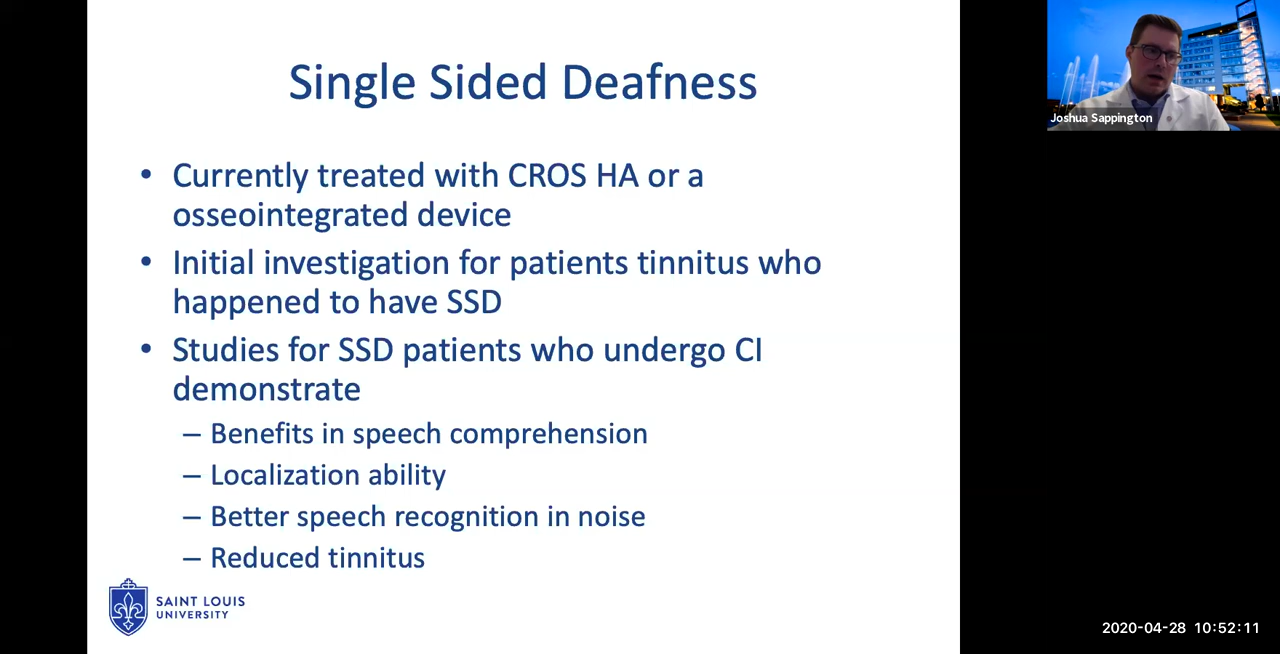 Single Sided Deafness
• Currently treated with CROS HA or a
osseointegrated device
• Initial investigation for patients tinnitus who
happened to have SSD
• Studies for SSD patients who undergo CI
demonstrate
– Benefits in speech comprehension
– Localization ability
– Better speech recognition in noise
– Reduced tinnitus
SAINT LOUIS
UNIVERSITY
Joshua Sappington
2020-04-28 10:52:11